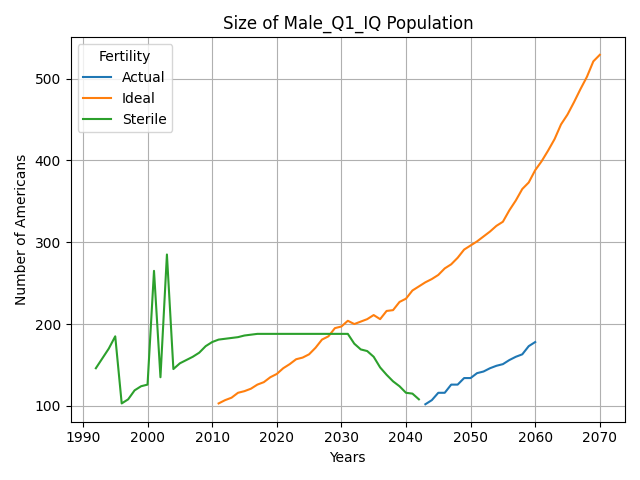 Size of Male_Q1_IQ Population
Fertility
Actual
Ideal
Sterile
Number of Americans
500
400
300
200
100
1990 2000 2010 2020 2030 2040 2050 2060 2070
Years